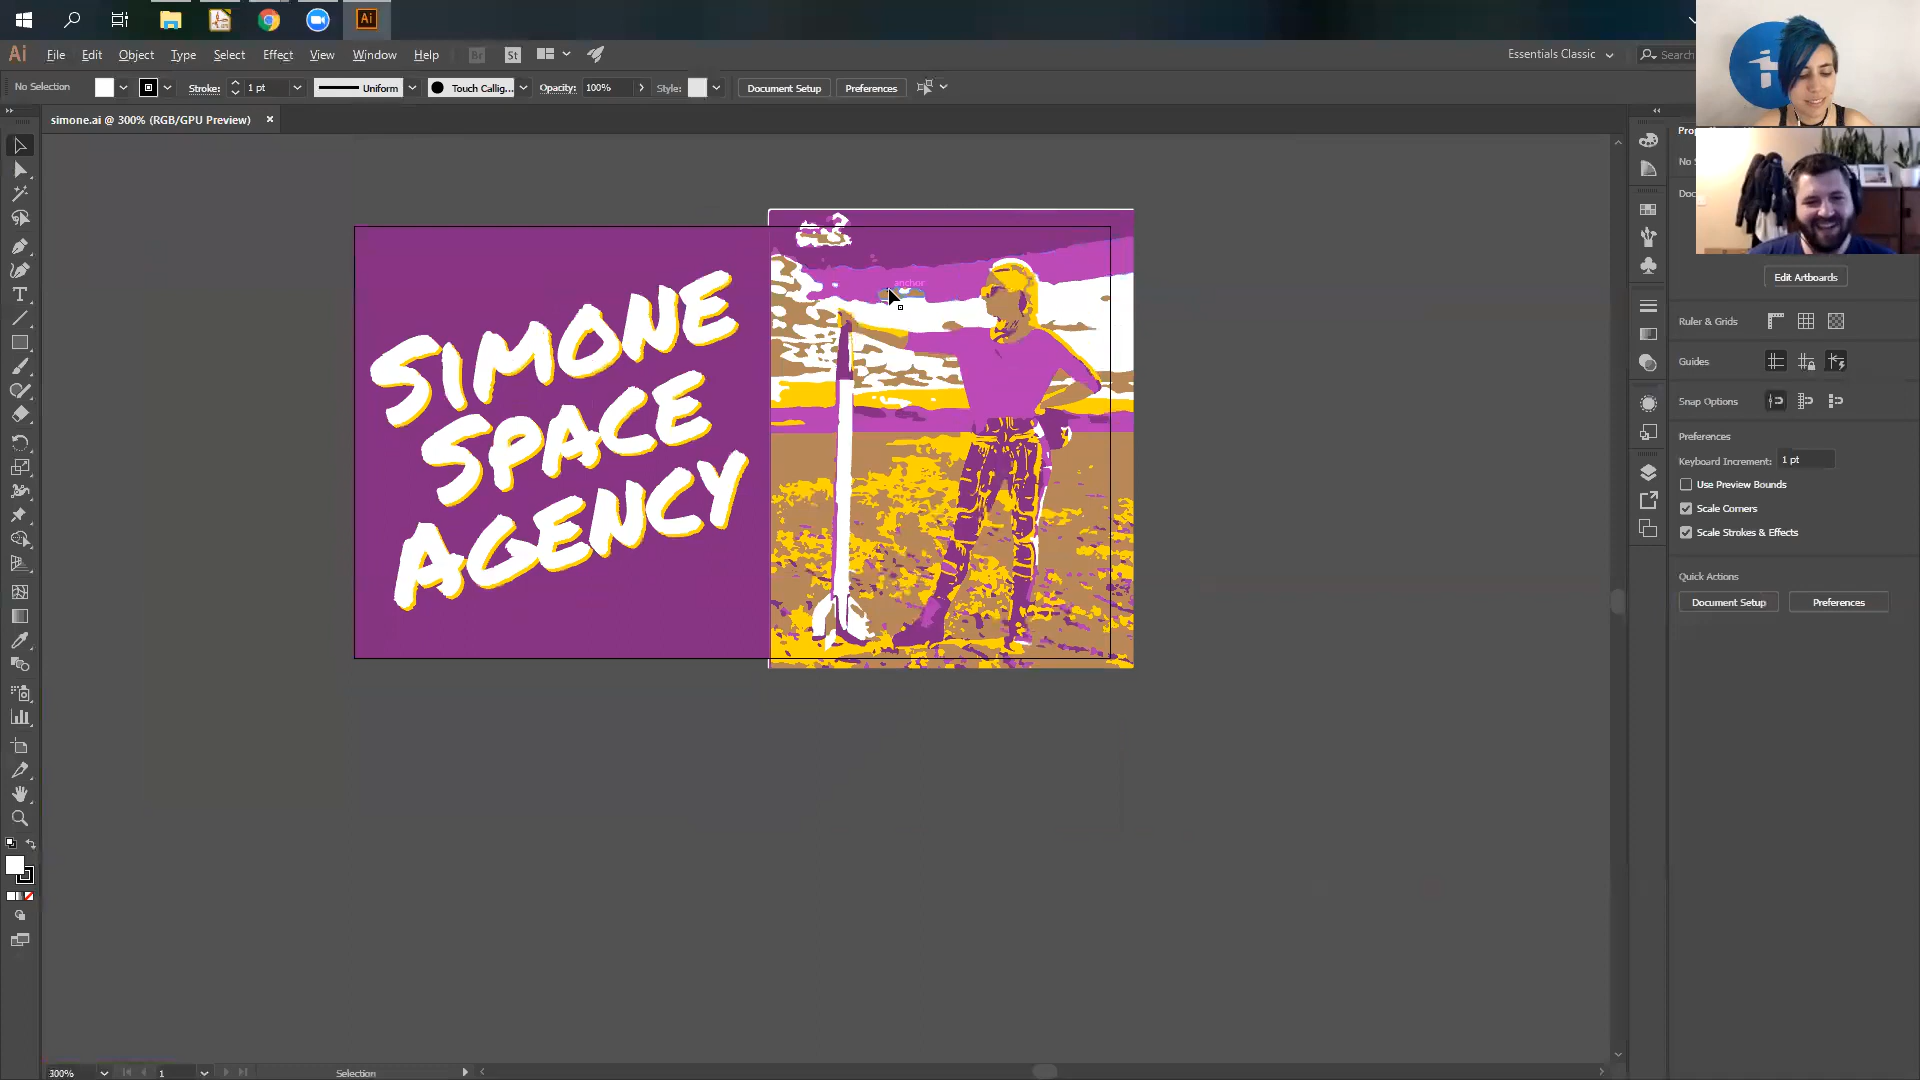 Ai
Ai
File
Edit
Object
Type
Select
Effect
View
Window
Help
Br
St
Essentials Classic
Search
No Selection
Stroke:
1 pt
Uniform
Touch Callig...
Opacity:
100%
Style:
Document Setup
Preferences
simone.ai @ 300% (RGB/GPU Preview)
anchor
SIMONE
SPACE
AGENCY
Edit Artboards
Ruler & Grids
Guides
Snap Options
Preferences
Keyboard Increment:
1 pt
Use Preview Bounds
Scale Corners
Scale Strokes & Effects
Quick Actions
Document Setup
Preferences
300%
1
Selection